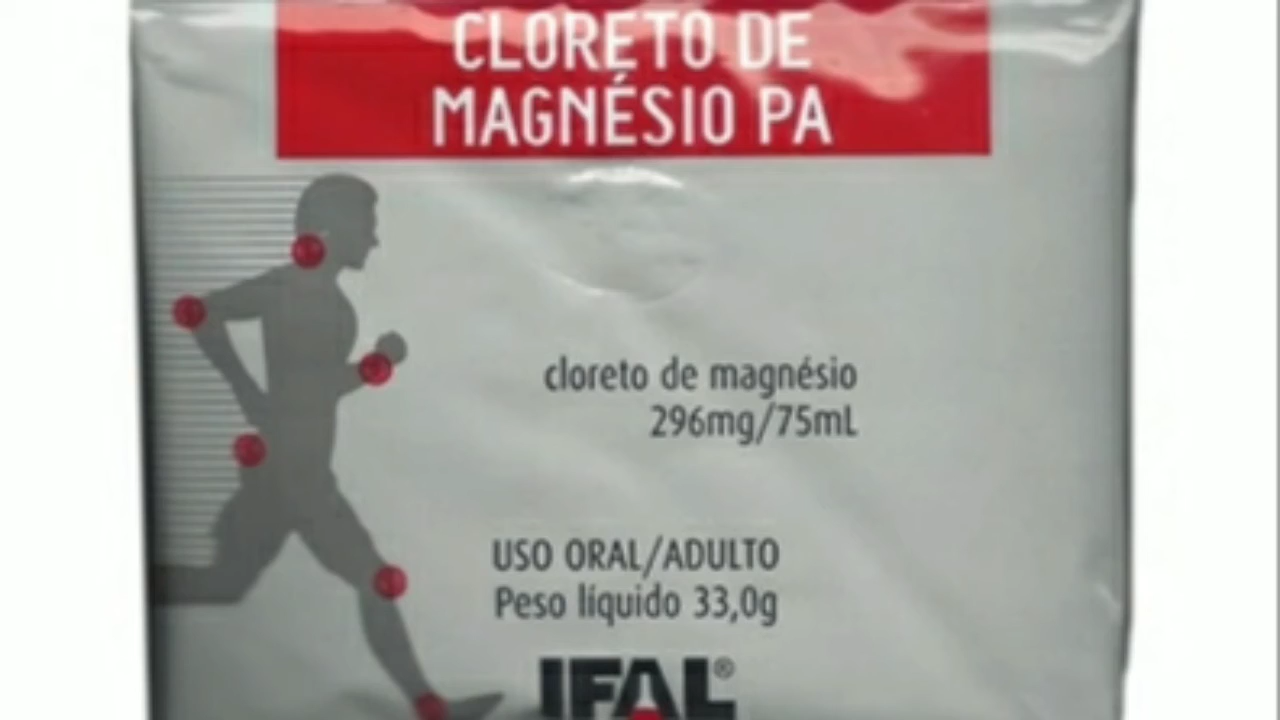 CLORETO DE
MAGNÉSIO PA
cloreto de magnésio
296mg/75mL
USO ORAL/ADULTO
Peso líquido 33,0g
IFAL®